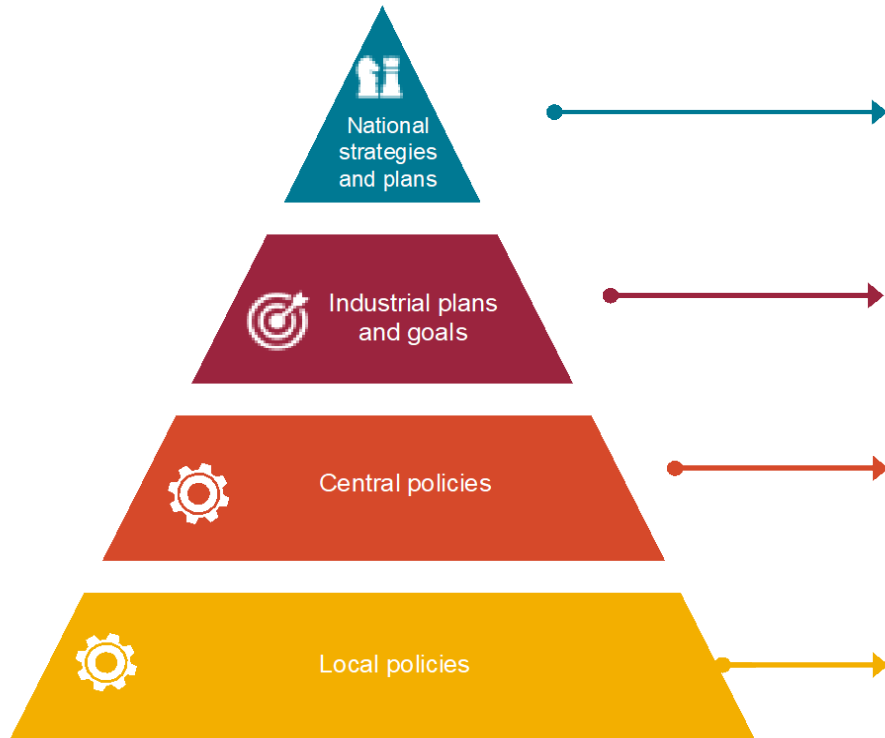 National
strategies
and plans
Industrial plans
and goals
Central policies
Local policies